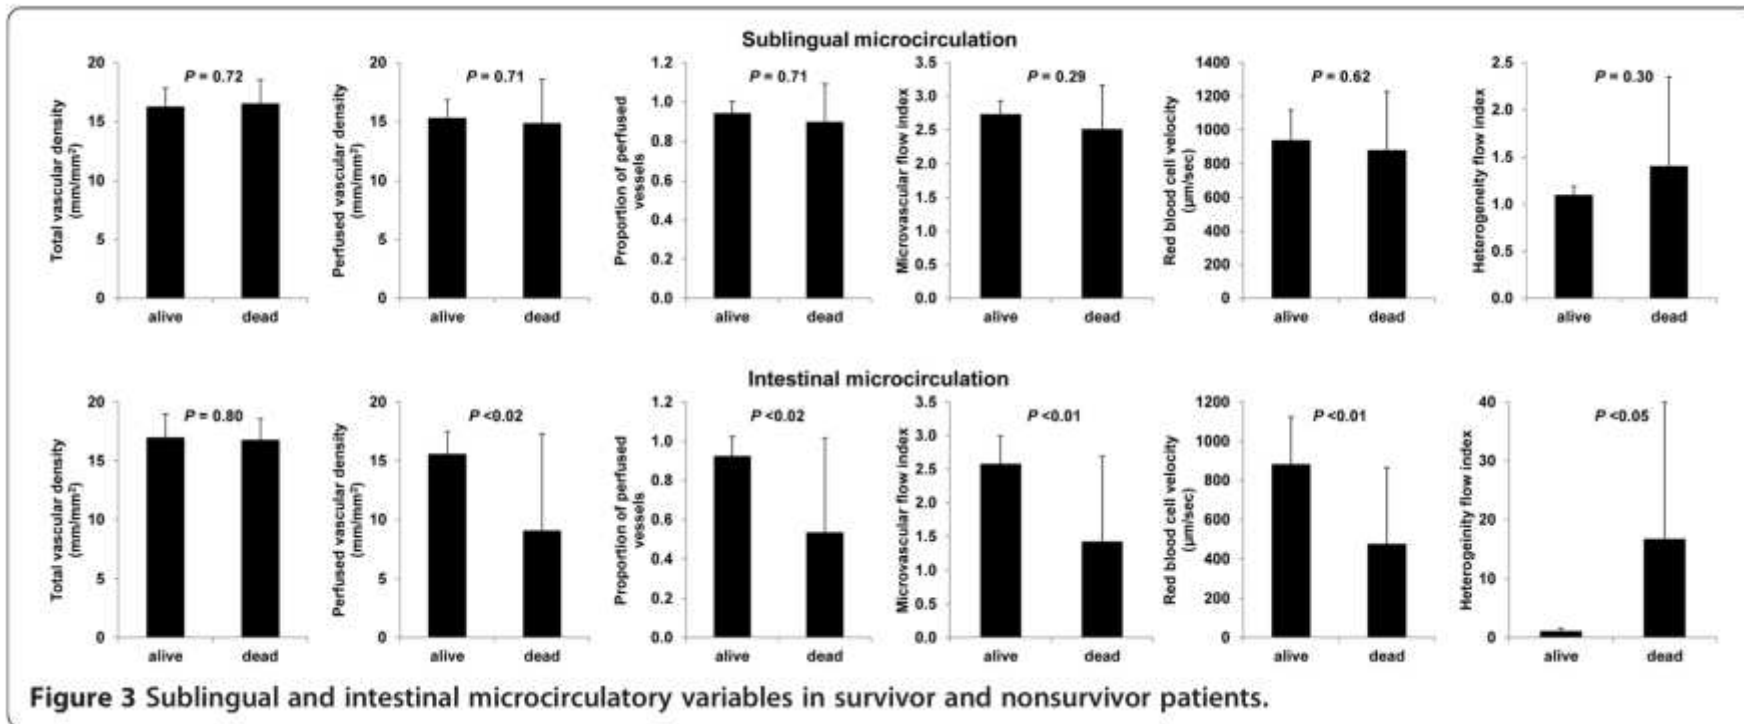 Sublingual microcirculation
Total vascular density
(mm/mm²)
20
15
10
5
0
P = 0.72
alive
dead
Perfused vascular density
(mm/mm²)
20
15
10
5
0
P = 0.71
alive
dead
Proportion of perfused
vessels
1.2
1.0
0.8
0.6
0.4
0.2
0.0
P = 0.71
alive
dead
Microvascular flow index
3.5
3.0
2.5
2.0
1.5
1.0
0.5
0.0
P = 0.29
alive
dead
Red blood cell velocity
(µm/sec)
1400
1200
1000
800
600
400
200
0
P = 0.62
alive
dead
Heterogeneity flow index
2.5
2.0
1.5
1.0
0.5
0.0
P = 0.30
alive
dead
Intestinal microcirculation
Total vascular density
(mm/mm²)
20
15
10
5
0
P = 0.80
alive
dead
Perfused vascular density
(mm/mm²)
20
15
10
5
0
P <0.02
alive
dead
Proportion of perfused
vessels
1.2
1.0
0.8
0.6
0.4
0.2
0.0
P <0.02
alive
dead
Microvascular flow index
3.5
3.0
2.5
2.0
1.5
1.0
0.5
0.0
P <0.01
alive
dead
Red blood cell velocity
(µm/sec)
1200
1000
800
600
400
200
0
P <0.01
alive
dead
Heterogeinity flow index
40
30
20
10
0
P <0.05
alive
dead
Figure 3 Sublingual and intestinal microcirculatory variables in survivor and nonsurvivor patients.